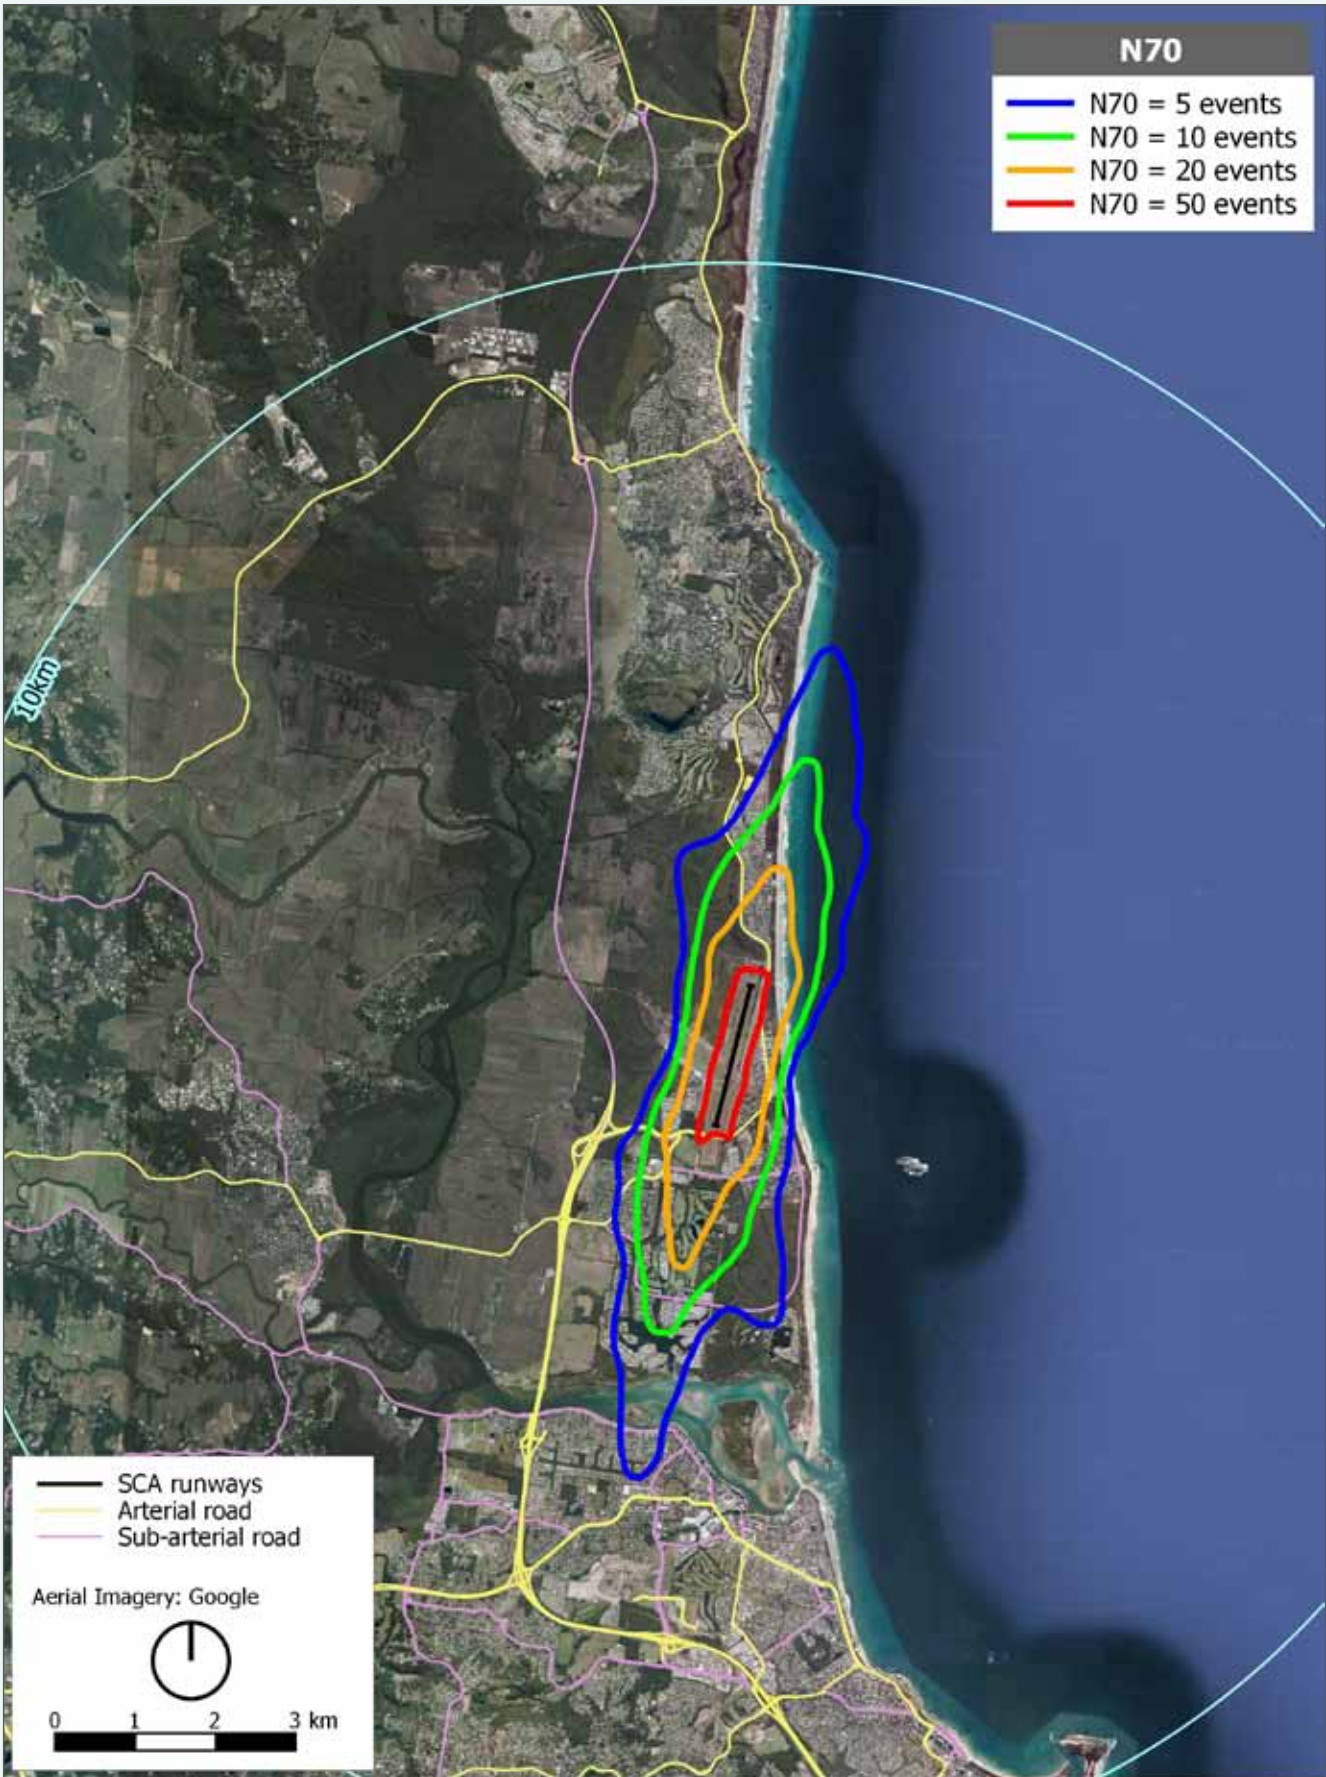 N70
N70 = 5 events
N70 = 10 events
N70 = 20 events
N70 = 50 events
10km
SCA runways
Arterial road
Sub-arterial road
Aerial Imagery: Google
0 1 2 3 km